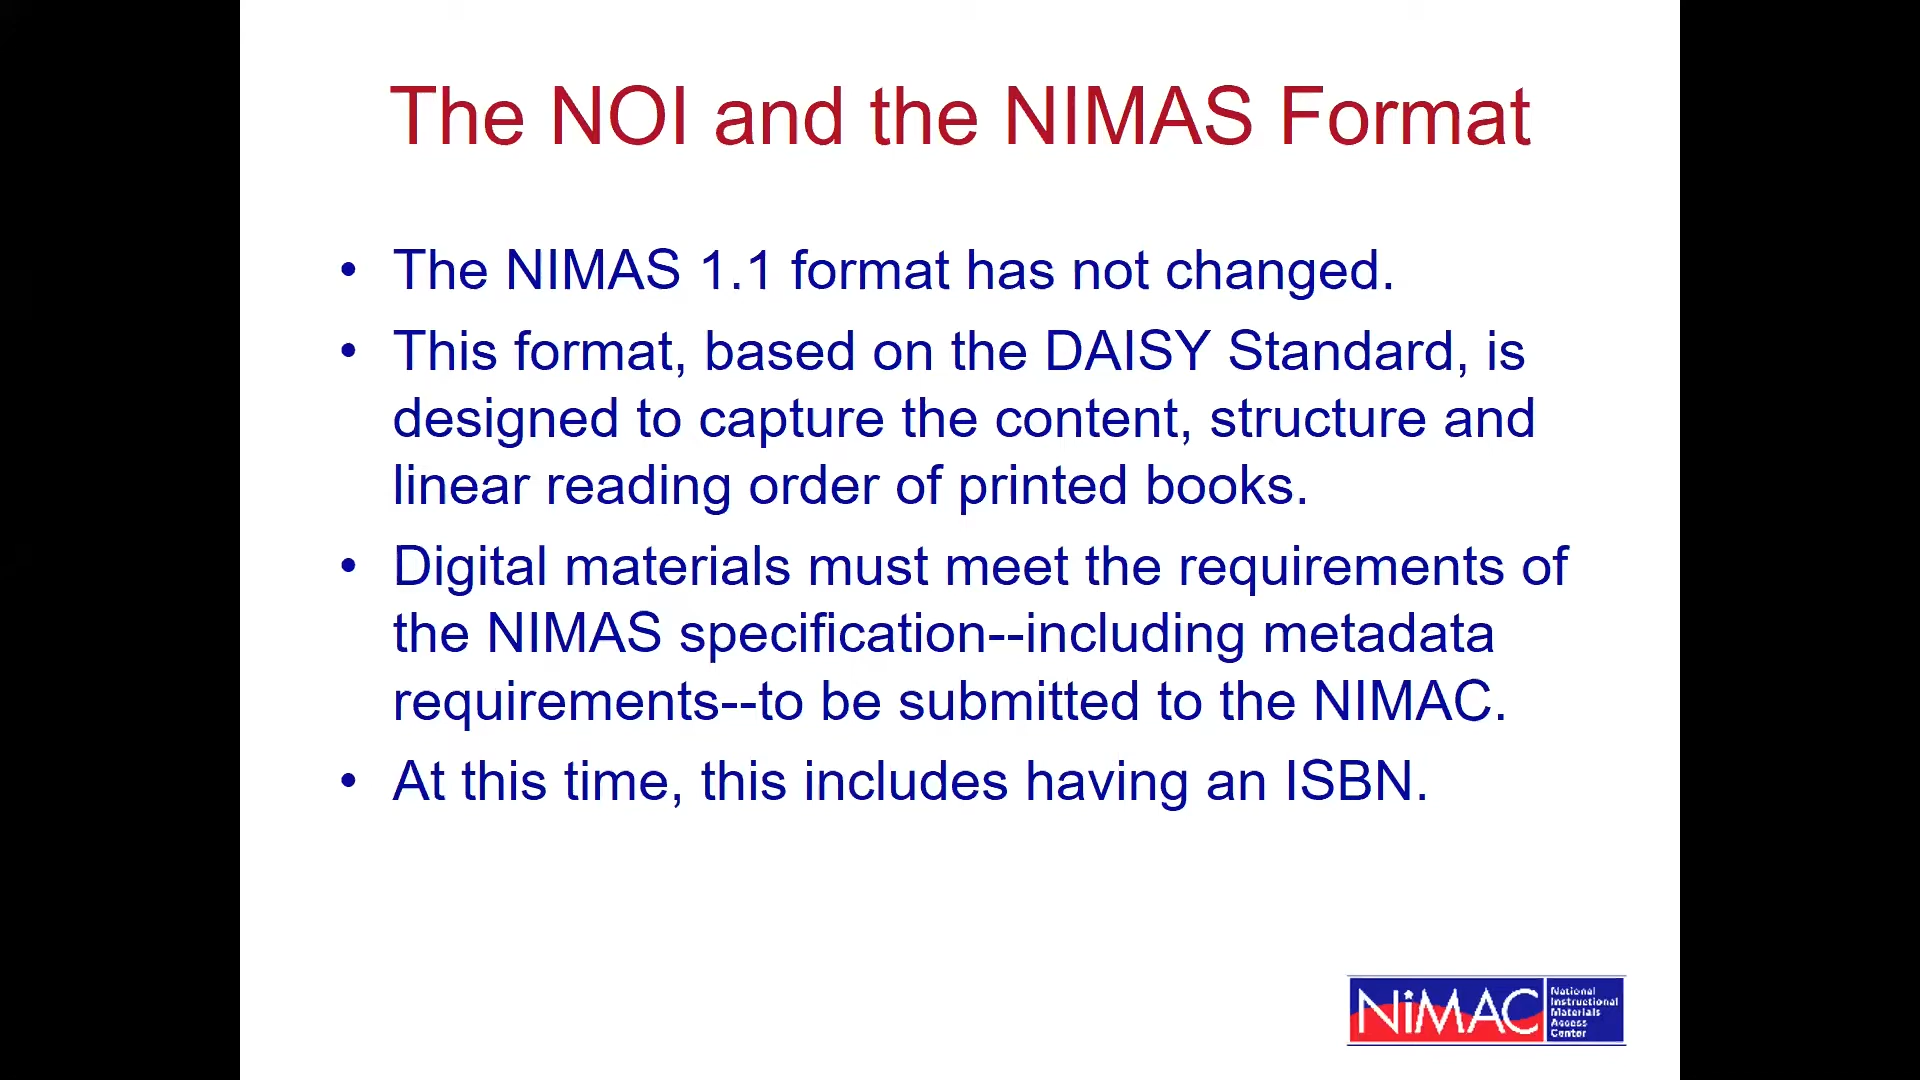 The NOI and the NIMAS Format
• The NIMAS 1.1 format has not changed.
• This format, based on the DAISY Standard, is
designed to capture the content, structure and
linear reading order of printed books.
• Digital materials must meet the requirements of
the NIMAS specification--including metadata
requirements--to be submitted to the NIMAC.
• At this time, this includes having an ISBN.
NiMAC
National
Instructional
Materials
Access
Center